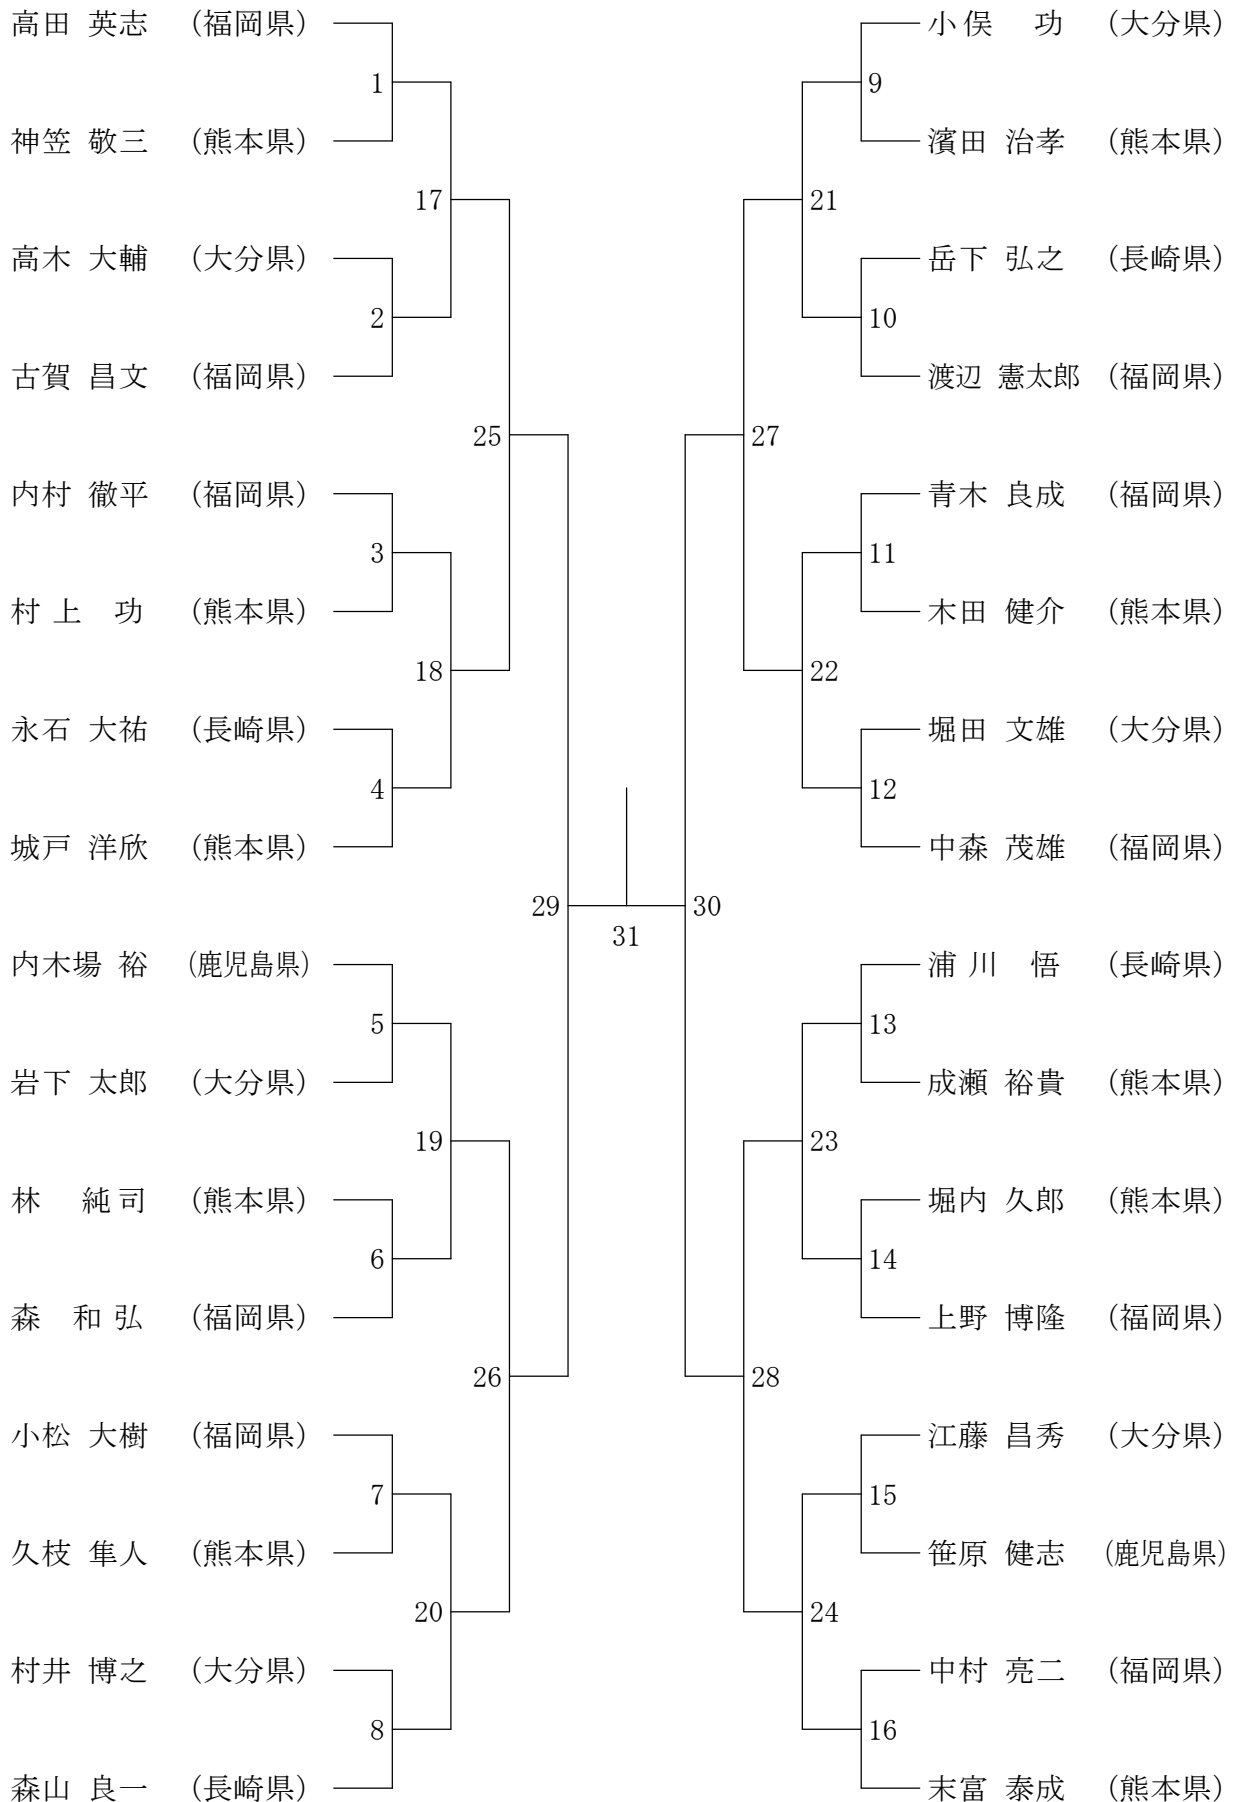 高田 英志 （福岡県）
1
神笠 敬三 （熊本県）
17
高木 大輔 （大分県）
2
古賀 昌文 （福岡県）
25
内村 徹平 （福岡県）
3
村上 功 （熊本県）
18
永石 大祐 （長崎県）
4
城戸 洋欣 （熊本県）
29
内木場 裕 （鹿児島県）
5
岩下 太郎 （大分県）
19
林 純司 （熊本県）
6
森 和弘 （福岡県）
26
小松 大樹 （福岡県）
7
久枝 隼人 （熊本県）
20
村井 博之 （大分県）
8
森山 良一 （長崎県）
31
小俣 功 （大分県）
9
濱田 治孝 （熊本県）
21
岳下 弘之 （長崎県）
10
渡辺 憲太郎 （福岡県）
27
青木 良成 （福岡県）
11
木田 健介 （熊本県）
22
堀田 文雄 （大分県）
12
中森 茂雄 （福岡県）
30
浦川 悟 （長崎県）
13
成瀬 裕貴 （熊本県）
23
堀内 久郎 （熊本県）
14
上野 博隆 （福岡県）
28
江藤 昌秀 （大分県）
15
笹原 健志 （鹿児島県）
24
中村 亮二 （福岡県）
16
末富 泰成 （熊本県）